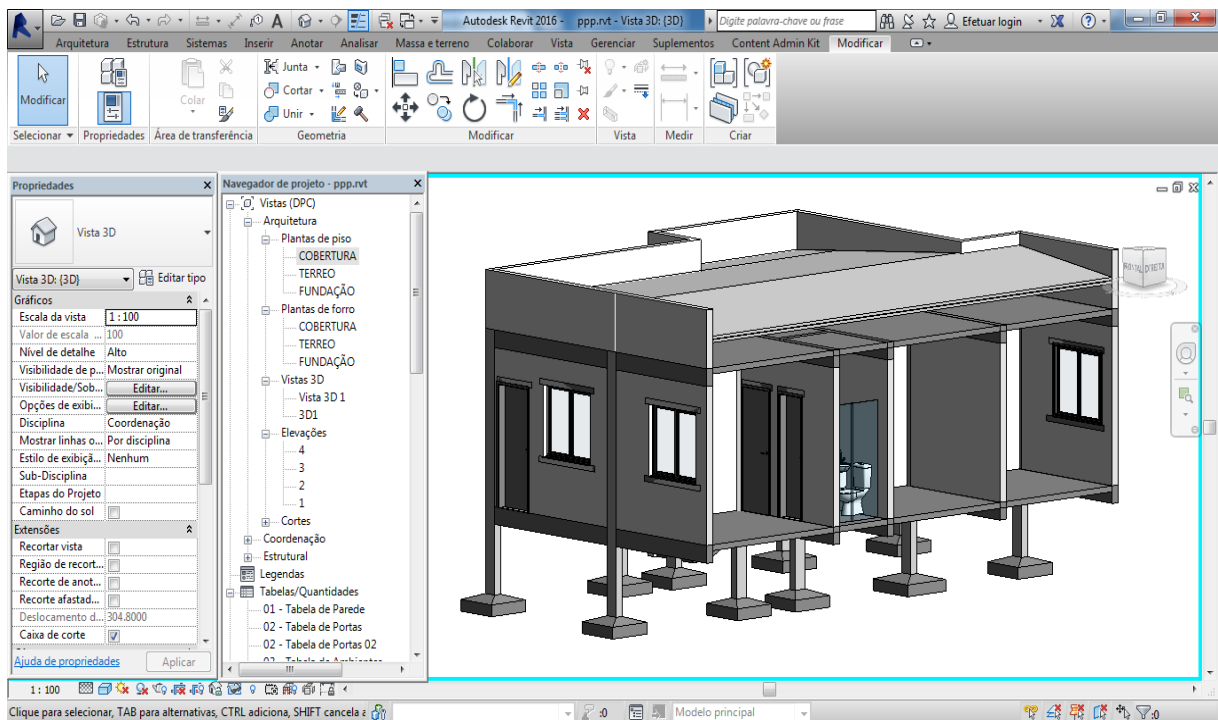 Autodesk Revit 2016 - ppp.rvt - Vista 3D: {3D} Digite palavra-chave ou frase Efetuar login
Arquitetura Estrutura Sistemas Inserir Anotar Analisar Massa e terreno Colaborar Vista Gerenciar Suplementos Content Admin Kit Modificar
Modificar
Colar
Junta
Cortar
Unir
Selecionar Propriedades Área de transferência Geometria Modificar Vista Medir Criar
Propriedades
Vista 3D
Vista 3D: {3D} Editar tipo
Gráficos
Escala da vista 1 : 100
Valor de escala ... 100
Nível de detalhe Alto
Visibilidade de p... Mostrar original
Visibilidade/Sob... Editar...
Opções de exibi... Editar...
Disciplina Coordenação
Mostrar linhas o... Por disciplina
Estilo de exibiçã... Nenhum
Sub-Disciplina
Etapas do Projeto
Caminho do sol
Extensões
Recortar vista
Região de recort...
Recorte de anot...
Recorte afastad...
Deslocamento d... 304.8000
Caixa de corte
Ajuda de propriedades Aplicar
Navegador de projeto - ppp.rvt
Vistas (DPC)
Arquitetura
Plantas de piso
COBERTURA
TERREO
FUNDAÇÃO
Plantas de forro
COBERTURA
TERREO
FUNDAÇÃO
Vistas 3D
Vista 3D 1
3D1
Elevações
4
3
2
1
Cortes
Coordenação
Estrutural
Legendas
Tabelas/Quantidades
01 - Tabela de Parede
02 - Tabela de Portas
02 - Tabela de Portas 02
03 - Tabela de Ambientes
FRONTAL DIREITA
1 : 100
Clique para selecionar, TAB para alternativas, CTRL adiciona, SHIFT cancela a :0 Modelo principal :0